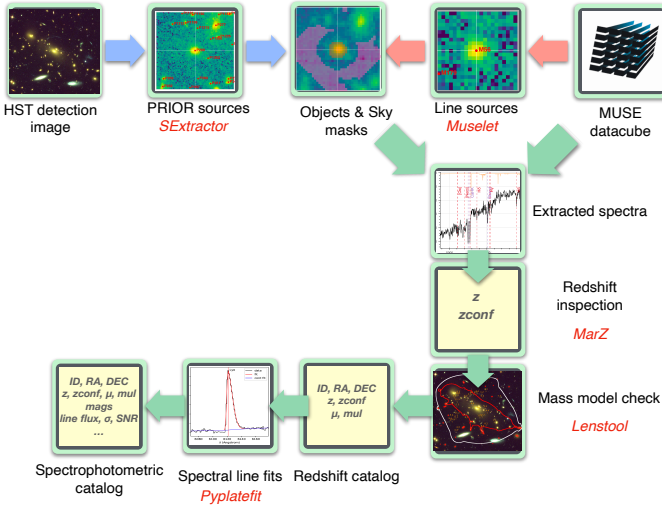 HST detection
image
PRIOR sources
SExtractor
Objects & Sky
masks
Line sources
Muselet
MUSE
datacube
Extracted spectra
z
zconf
Redshift
inspection
MarZ
Mass model check
Lenstool
ID, RA, DEC
z, zconf
μ, mul
Redshift catalog
Spectral line fits
Pyplatefit
ID, RA, DEC
z, zconf, μ, mul
mags
line flux, σ, SNR
...
Spectrophotometric
catalog